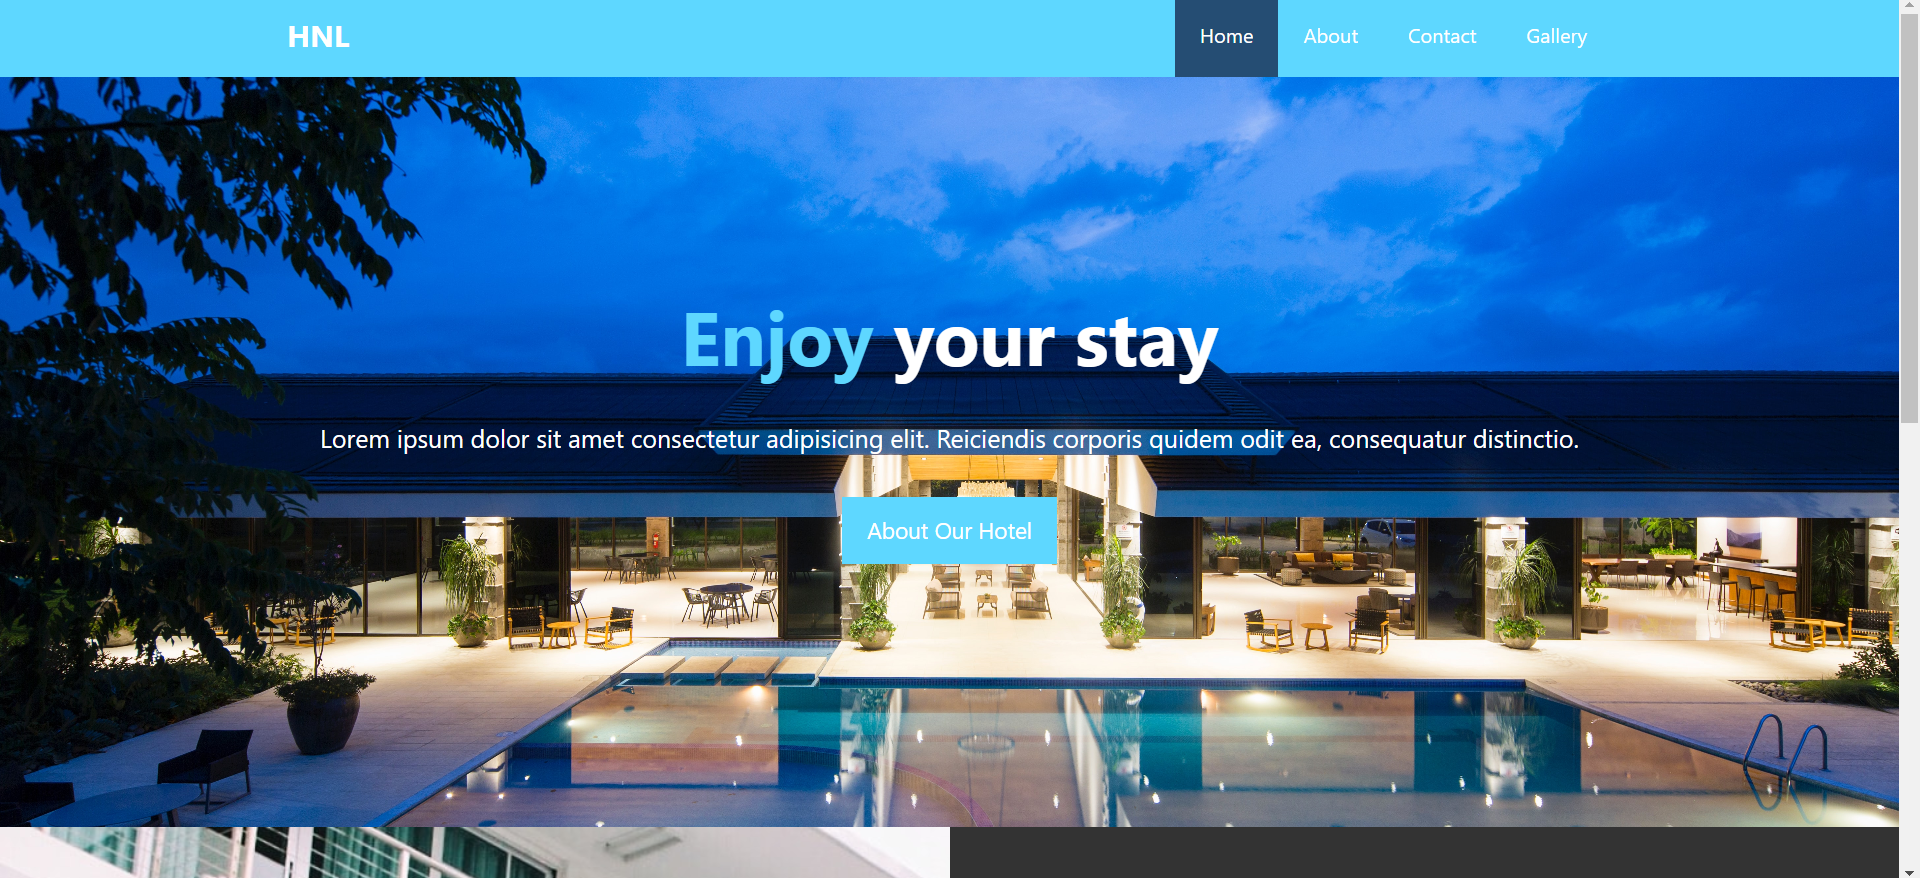 HNL
Home
About
Contact
Gallery
Enjoy your stay
Lorem ipsum dolor sit amet consectetur adipisicing elit. Reiciendis corporis quidem odit ea, consequatur distinctio.
About Our Hotel